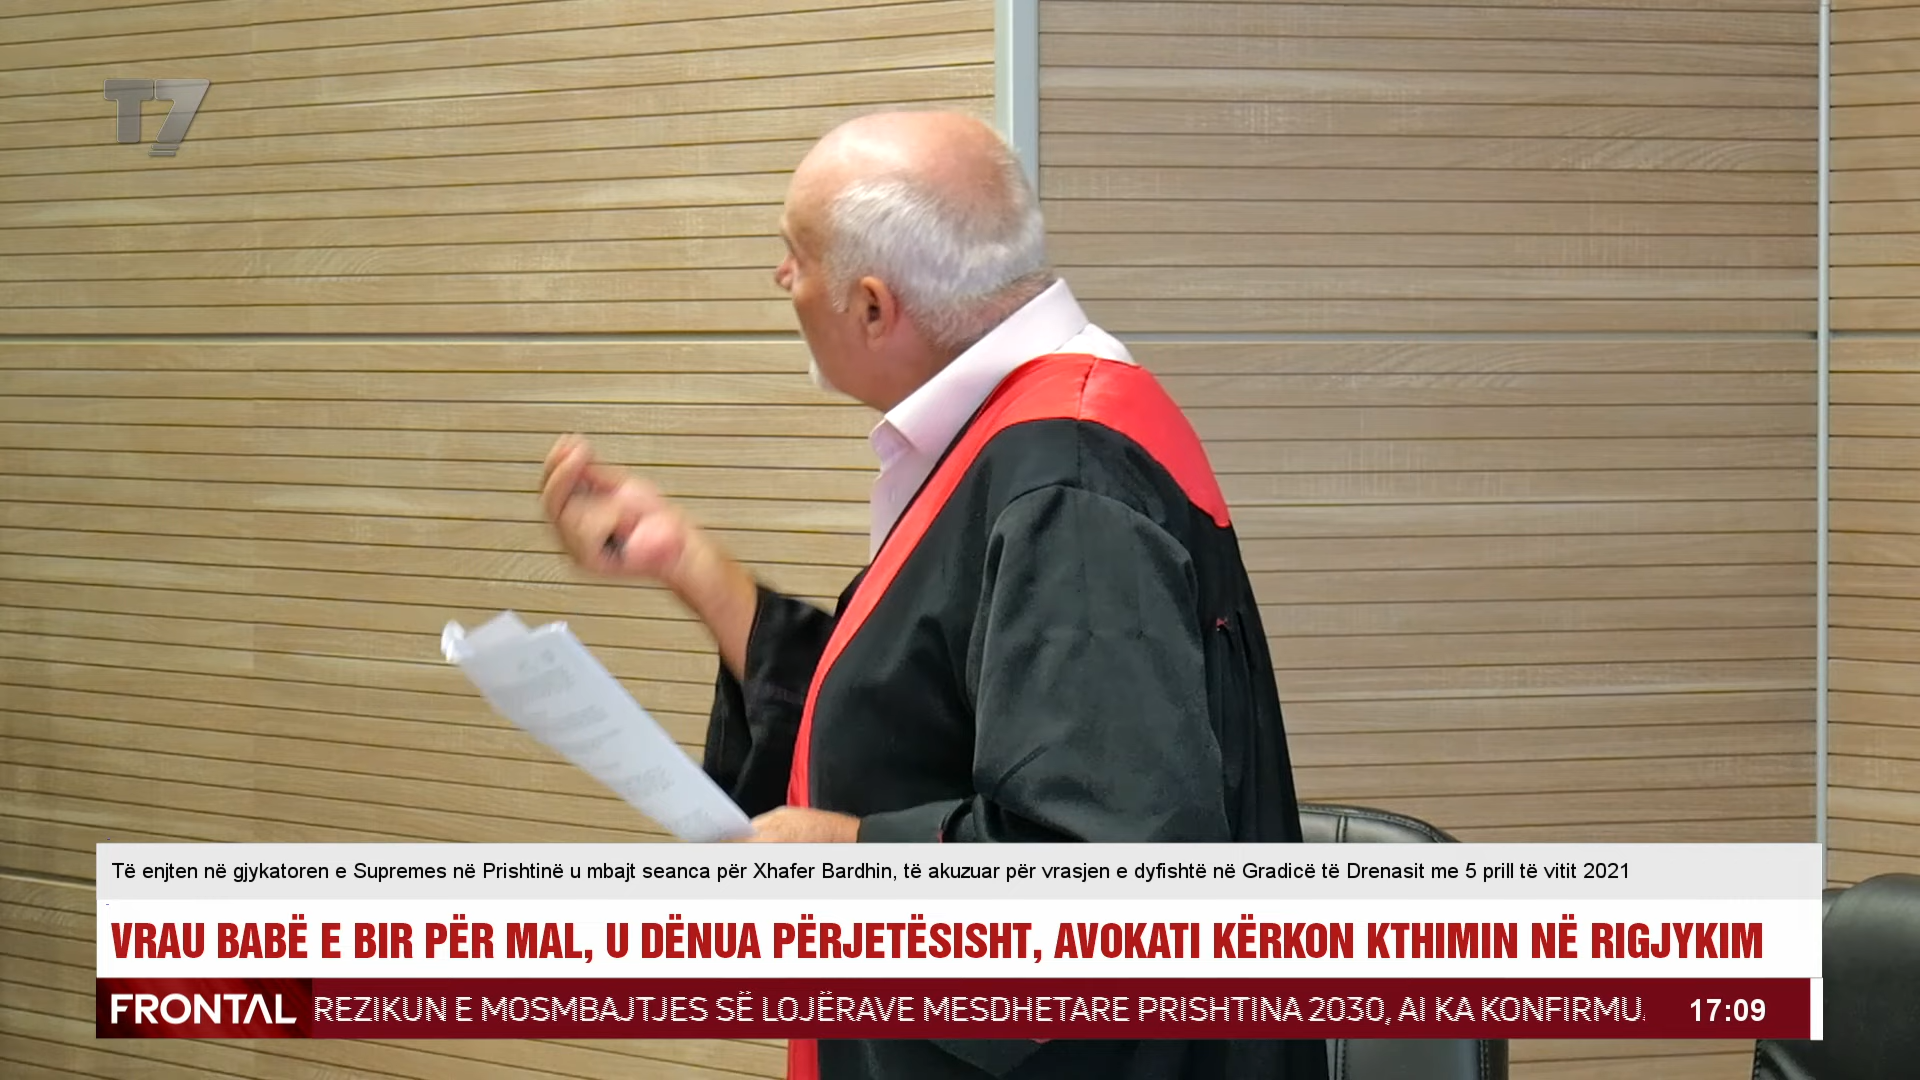 T7
Të enjten në gjykatoren e Supremes në Prishtinë u mbajt seanca për Xhafer Bardhin, të akuzuar për vrasjen e dyfishtë në Gradicë të Drenasit me 5 prill të vitit 2021
VRAU BABË E BIR PËR MAL, U DËNUA PËRJETËSISHT, AVOKATI KËRKON KTHIMIN NË RIGJYKIM
FRONTAL REZIKUN E MOSMBAJTJES SË LOJËRAVE MESDHETARE PRISHTINA 2030, AI KA KONFIRMU 17:09